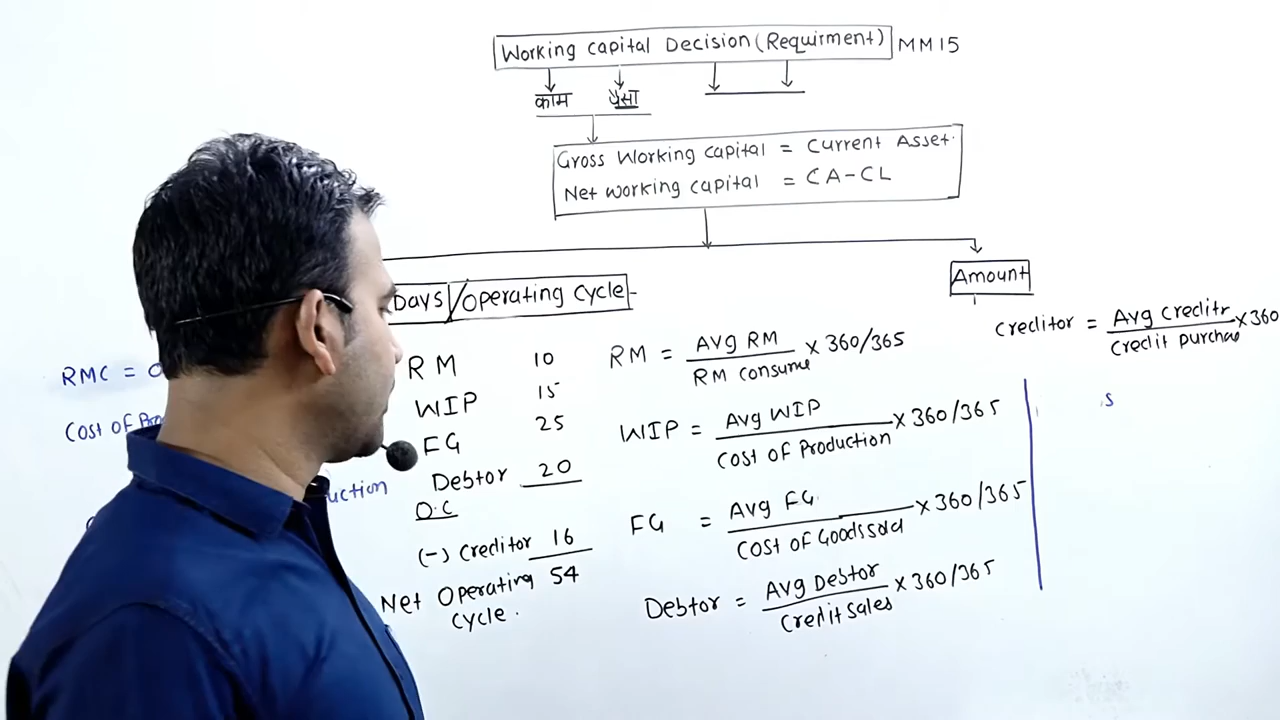 Working Capital Decision (Requirment) MM15
काम पैसा
Gross Working Capital = Current Asset.
Net working Capital = CA-CL
Days / Operating Cycle
Amount
RM 10
WIP 15
FG 25
Debtor 20
O.C
(-) Creditor 16
Net Operating 54
Cycle.
RM = Avg RM / RM Consume × 360/365
WIP = Avg WIP / Cost of Production × 360/365
FG = Avg FG. / Cost of Goods sold × 360/365
Debtor = Avg Debtor / Credit Sales × 360/365
Creditor = Avg Creditr / Credit purchas × 360
RMC =
Cost of
uction
S